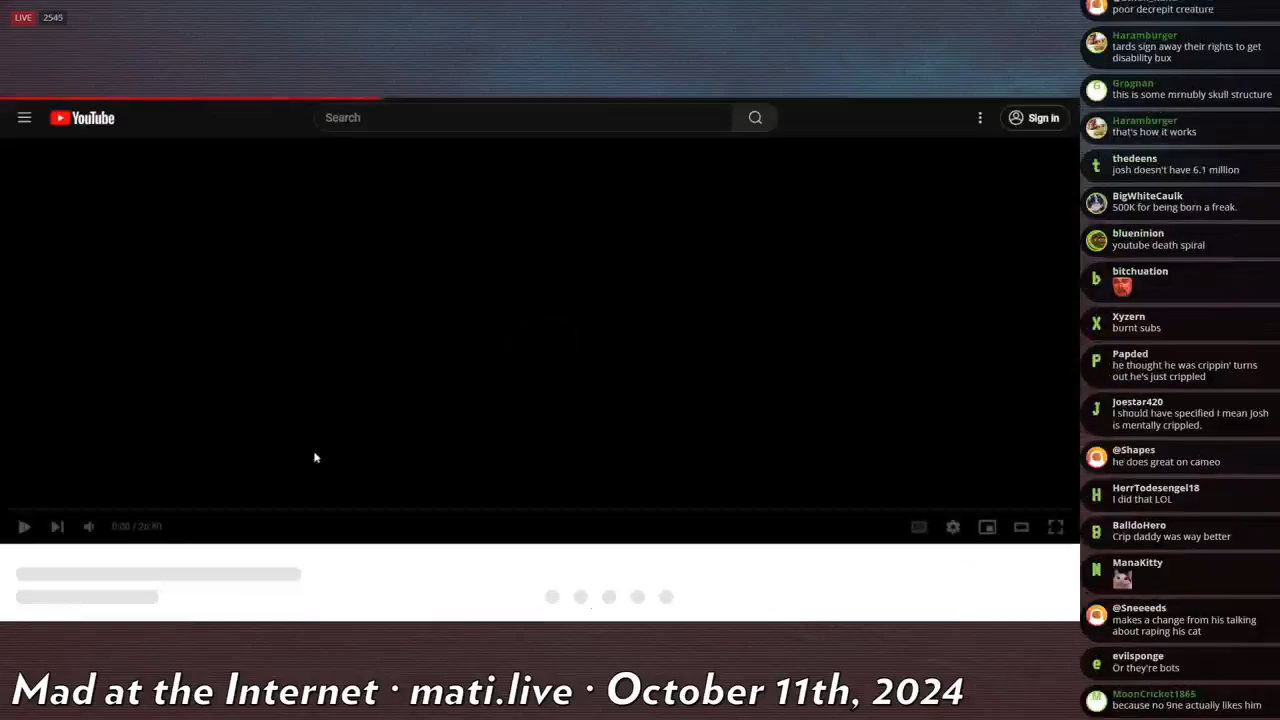 LIVE 2545
YouTube
Search
Sign in
0:00 / 26:40
Mad at the Internet · mati.live · October 11th, 2024
poor decrepit creature
Haramburger
tards sign away their rights to get
disability bux
Grognan
this is some mrnubly skull structure
Haramburger
that's how it works
thedeens
josh doesn't have 6.1 million
BigWhiteCaulk
500K for being born a freak.
blueninion
youtube death spiral
bitchuation
Xyzern
burnt subs
Papded
he thought he was crippin' turns
out he's just crippled
Joestar420
I should have specified I mean Josh
is mentally crippled.
@Shapes
he does great on cameo
HerrTodesengel18
I did that LOL
BalldoHero
Crip daddy was way better
ManaKitty
@Sneeeeds
makes a change from his talking
about raping his cat
evilsponge
Or they're bots
MoonCricket1865
because no 9ne actually likes him